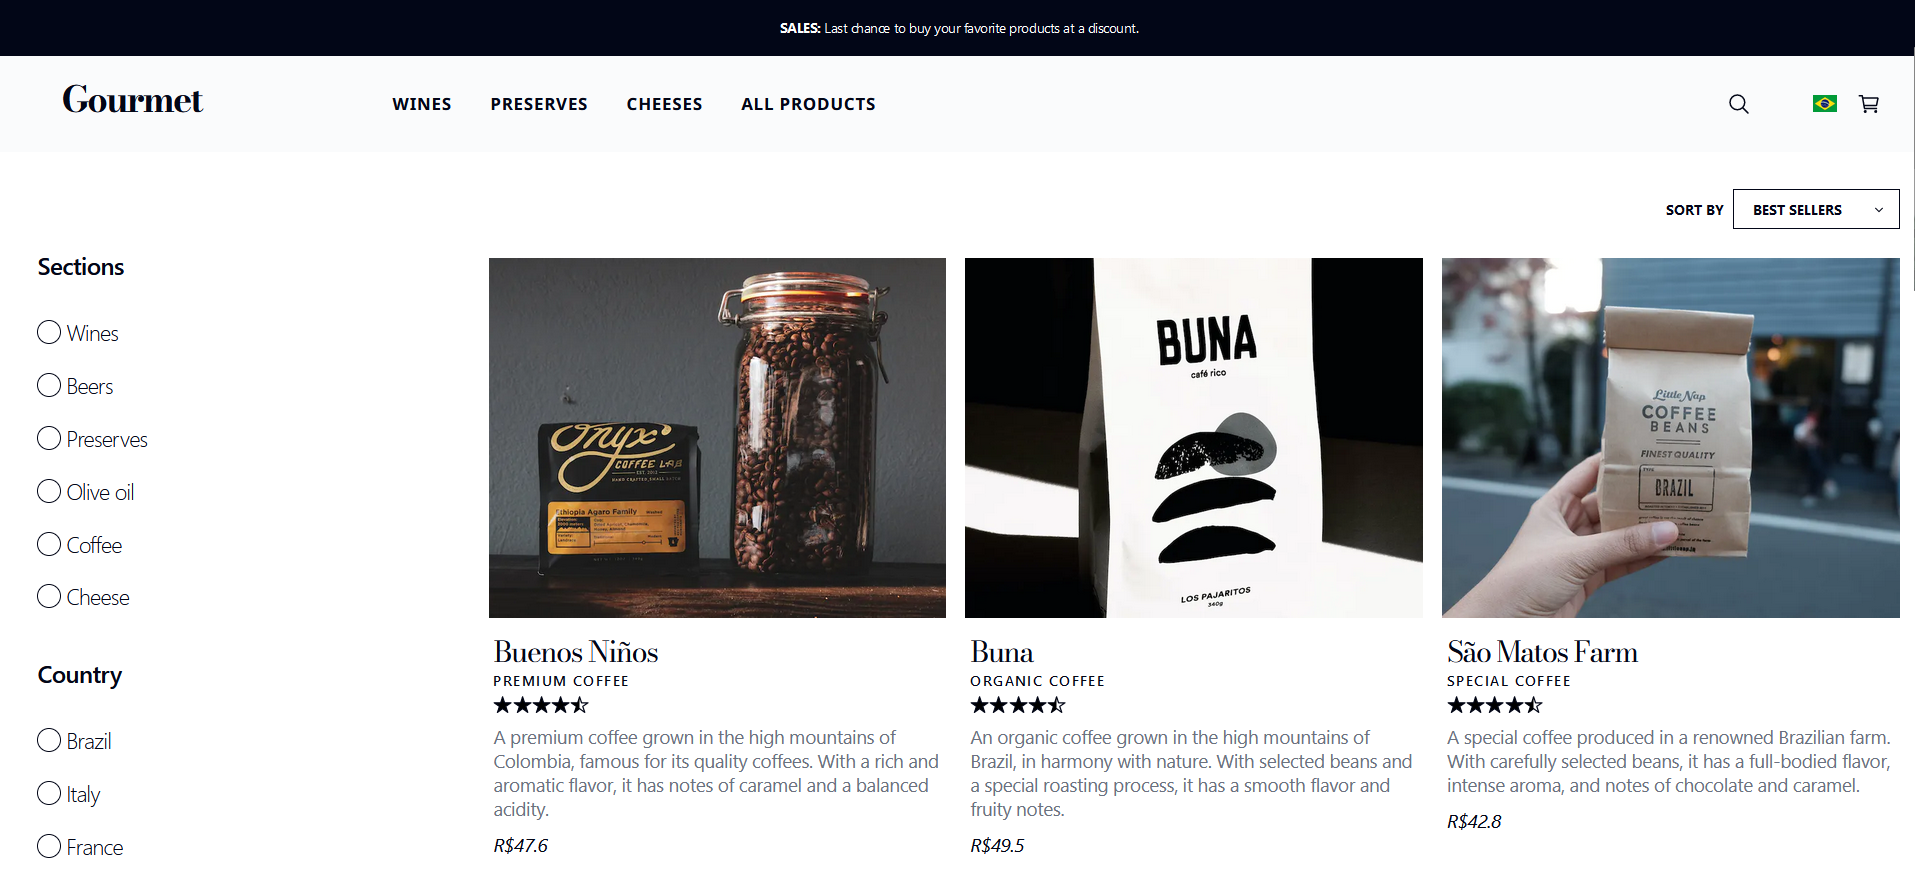 SALES: Last chance to buy your favorite products at a discount.
Gourmet
WINES PRESERVES CHEESES ALL PRODUCTS
SORT BY BEST SELLERS
Sections
Wines
Beers
Preserves
Olive oil
Coffee
Cheese
Country
Brazil
Italy
France
Onyx
COFFEE LAB
EST. 2012
HAND CRAFTED, SMALL BATCH
Ethiopia Agaro Family Washed
BUNA
café rico
LOS PAJARITOS
340g
Little Nap
COFFEE
BEANS
FINEST QUALITY
BRAZIL
Buenos Niños
PREMIUM COFFEE
A premium coffee grown in the high mountains of
Colombia, famous for its quality coffees. With a rich and
aromatic flavor, it has notes of caramel and a balanced
acidity.
R$47.6
Buna
ORGANIC COFFEE
An organic coffee grown in the high mountains of
Brazil, in harmony with nature. With selected beans and
a special roasting process, it has a smooth flavor and
fruity notes.
R$49.5
São Matos Farm
SPECIAL COFFEE
A special coffee produced in a renowned Brazilian farm.
With carefully selected beans, it has a full-bodied flavor,
intense aroma, and notes of chocolate and caramel.
R$42.8